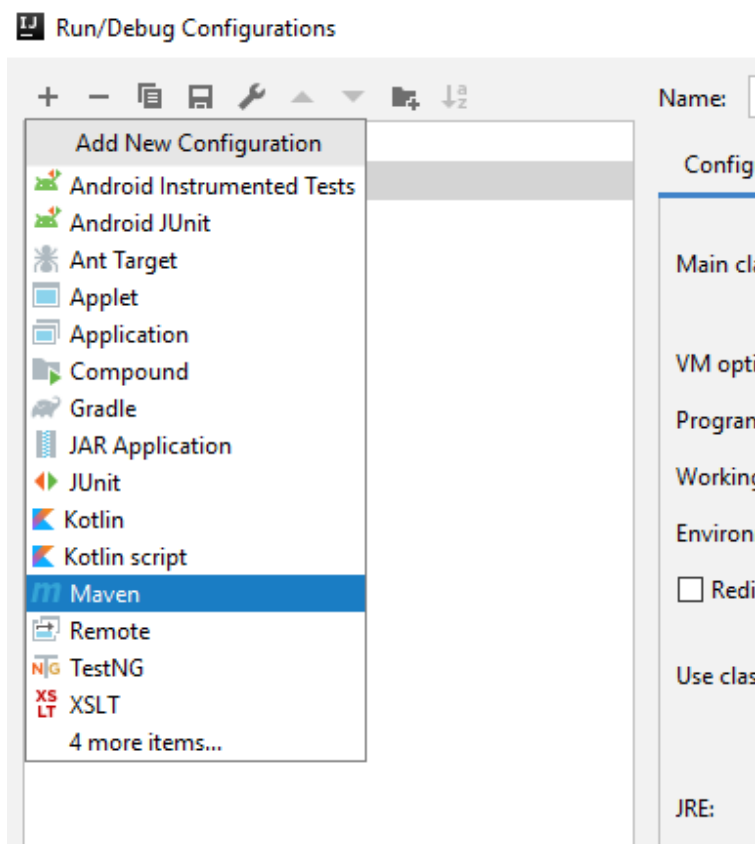 Run/Debug Configurations
Name:
Add New Configuration
Android Instrumented Tests
Android JUnit
Ant Target
Applet
Application
Compound
Gradle
JAR Application
JUnit
Kotlin
Kotlin script
Maven
Remote
TestNG
XSLT
4 more items...
Config
Main cla
VM opti
Program
Working
Environ
Redi
Use clas
JRE: